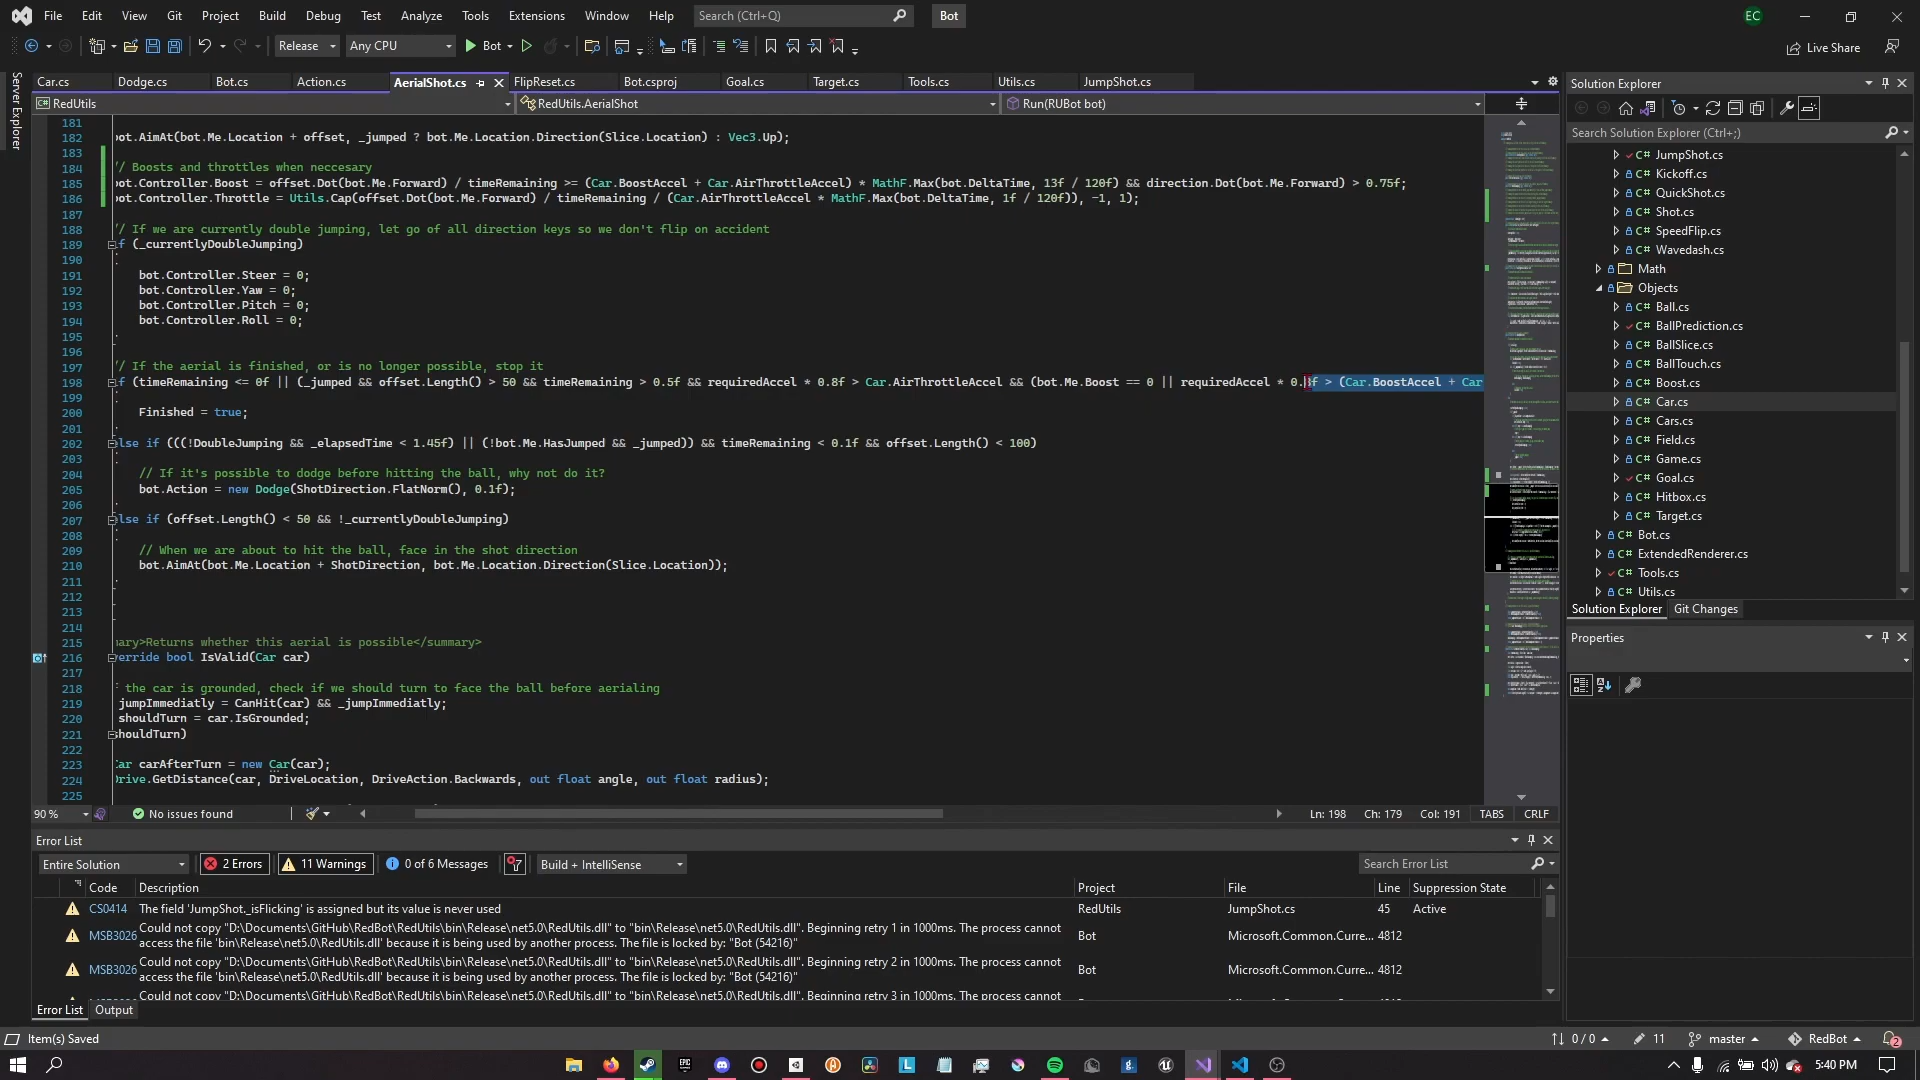 File Edit View Git Project Build Debug Test Analyze Tools Extensions Window Help Search (Ctrl+Q) Bot EC
Release Any CPU Bot Live Share
Server Explorer
Car.cs Dodge.cs Bot.cs Action.cs AerialShot.cs FlipReset.cs Bot.csproj Goal.cs Target.cs Tools.cs Utils.cs JumpShot.cs
RedUtils RedUtils.AerialShot Run(RUBot bot)
181
182 bot.AimAt(bot.Me.Location + offset, _jumped ? bot.Me.Location.Direction(Slice.Location) : Vec3.Up);
183
184 // Boosts and throttles when neccesary
185 bot.Controller.Boost = offset.Dot(bot.Me.Forward) / timeRemaining >= (Car.BoostAccel + Car.AirThrottleAccel) * MathF.Max(bot.DeltaTime, 13f / 120f) && direction.Dot(bot.Me.Forward) > 0.75f;
186 bot.Controller.Throttle = Utils.Cap(offset.Dot(bot.Me.Forward) / timeRemaining / (Car.AirThrottleAccel * MathF.Max(bot.DeltaTime, 1f / 120f)), -1, 1);
187
188 // If we are currently double jumping, let go of all direction keys so we don't flip on accident
189 if (_currentlyDoubleJumping)
190
191 bot.Controller.Steer = 0;
192 bot.Controller.Yaw = 0;
193 bot.Controller.Pitch = 0;
194 bot.Controller.Roll = 0;
195
196
197 // If the aerial is finished, or is no longer possible, stop it
198 if (timeRemaining <= 0f || (_jumped && offset.Length() > 50 && timeRemaining > 0.5f && requiredAccel * 0.8f > Car.AirThrottleAccel && (bot.Me.Boost == 0 || requiredAccel * 0.8f > (Car.BoostAccel + Car
199
200 Finished = true;
201
202 lse if (((!DoubleJumping && _elapsedTime < 1.45f) || (!bot.Me.HasJumped && _jumped)) && timeRemaining < 0.1f && offset.Length() < 100)
203
204 // If it's possible to dodge before hitting the ball, why not do it?
205 bot.Action = new Dodge(ShotDirection.FlatNorm(), 0.1f);
206
207 lse if (offset.Length() < 50 && !_currentlyDoubleJumping)
208
209 // When we are about to hit the ball, face in the shot direction
210 bot.AimAt(bot.Me.Location + ShotDirection, bot.Me.Location.Direction(Slice.Location));
211
212
213
214
215 mary>Returns whether this aerial is possible</summary>
216 verride bool IsValid(Car car)
217
218 f the car is grounded, check if we should turn to face the ball before aerialing
219 jumpImmediatly = CanHit(car) && _jumpImmediatly;
220 shouldTurn = car.IsGrounded;
221 shouldTurn)
222
223 Car carAfterTurn = new Car(car);
224 Drive.GetDistance(car, DriveLocation, DriveAction.Backwards, out float angle, out float radius);
225
90 % No issues found Ln: 198 Ch: 179 Col: 191 TABS CRLF
Error List
Entire Solution 2 Errors 11 Warnings 0 of 6 Messages Build + IntelliSense Search Error List
Code Description Project File Line Suppression State
CS0414 The field 'JumpShot._isFlicking' is assigned but its value is never used RedUtils JumpShot.cs 45 Active
MSB3026 Could not copy "D:\Documents\GitHub\RedBot\RedUtils\bin\Release\net5.0\RedUtils.dll" to "bin\Release\net5.0\RedUtils.dll". Beginning retry 1 in 1000ms. The process cannot access the file 'bin\Release\net5.0\RedUtils.dll' because it is being used by another process. The file is locked by: "Bot (54216)" Bot Microsoft.Common.Curre... 4812
MSB3026 Could not copy "D:\Documents\GitHub\RedBot\RedUtils\bin\Release\net5.0\RedUtils.dll" to "bin\Release\net5.0\RedUtils.dll". Beginning retry 2 in 1000ms. The process cannot access the file 'bin\Release\net5.0\RedUtils.dll' because it is being used by another process. The file is locked by: "Bot (54216)" Bot Microsoft.Common.Curre... 4812
Could not copy "D:\Documents\GitHub\RedBot\RedUtils\bin\Release\net5.0\RedUtils.dll" to "bin\Release\net5.0\RedUtils.dll". Beginning retry 3 in 1000ms. The process cannot
Error List Output
Solution Explorer
Search Solution Explorer (Ctrl+;)
C# JumpShot.cs
C# Kickoff.cs
C# QuickShot.cs
C# Shot.cs
C# SpeedFlip.cs
C# Wavedash.cs
Math
Objects
C# Ball.cs
C# BallPrediction.cs
C# BallSlice.cs
C# BallTouch.cs
C# Boost.cs
C# Car.cs
C# Cars.cs
C# Field.cs
C# Game.cs
C# Goal.cs
C# Hitbox.cs
C# Target.cs
C# Bot.cs
C# ExtendedRenderer.cs
C# Tools.cs
C# Utils.cs
Solution Explorer Git Changes
Properties
Item(s) Saved 0 / 0 11 master RedBot 2
5:40 PM